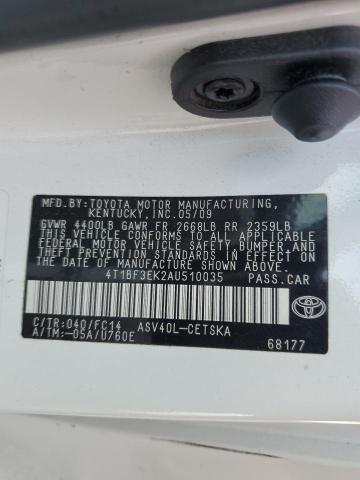 MFD.BY:TOYOTA MOTOR MANUFACTURING,
KENTUCKY,INC.05/09
GVWR 4400LB GAWR FR 2668LB RR 2359LB
THIS VEHICLE CONFORMS TO ALL APPLICABLE
FEDERAL MOTOR VEHICLE SAFETY, BUMPER, AND
THEFT PREVENTION STANDARDS IN EFFECT ON
THE DATE OF MANUFACTURE SHOWN ABOVE.
4T1BF3EK2AU510035 PASS.CAR
C/TR:040/FC14 ASV40L-CETSKA
A/TM:-05A/U760E
TOYOTA
68177